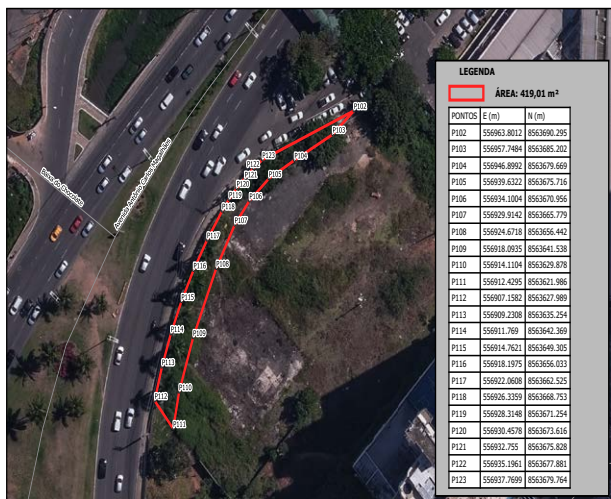 LEGENDA
ÁREA: 419,01 m²
PONTOS E (m) N (m)
P102 556963.8012 8563690.295
P103 556957.7484 8563685.202
P104 556946.8992 8563679.669
P105 556939.6322 8563675.716
P106 556934.1004 8563670.956
P107 556929.9142 8563665.779
P108 556924.6718 8563656.442
P109 556918.0935 8563641.538
P110 556914.1104 8563629.878
P111 556912.4295 8563621.986
P112 556907.1582 8563627.989
P113 556909.2308 8563635.254
P114 556911.769 8563642.369
P115 556914.7621 8563649.305
P116 556918.1975 8563656.033
P117 556922.0608 8563662.525
P118 556926.3359 8563668.753
P119 556928.3148 8563671.254
P120 556930.4578 8563673.616
P121 556932.755 8563675.828
P122 556935.1961 8563677.881
P123 556937.7699 8563679.764
P102
P103
P104
P123
P122
P105
P121
P120
P106
P119
P118
P107
P117
P108
P116
P115
P114
P109
P113
P110
P112
P111
Avenida Antônio Carlos Magalhães